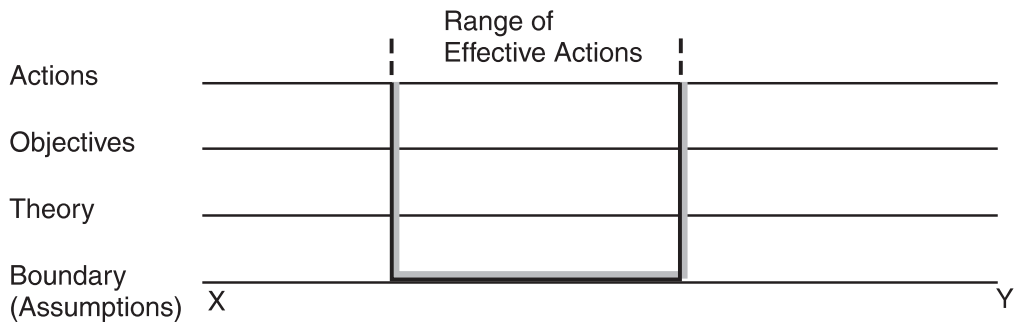 Range of
Effective Actions
Actions
Objectives
Theory
Boundary
(Assumptions)
X
Y